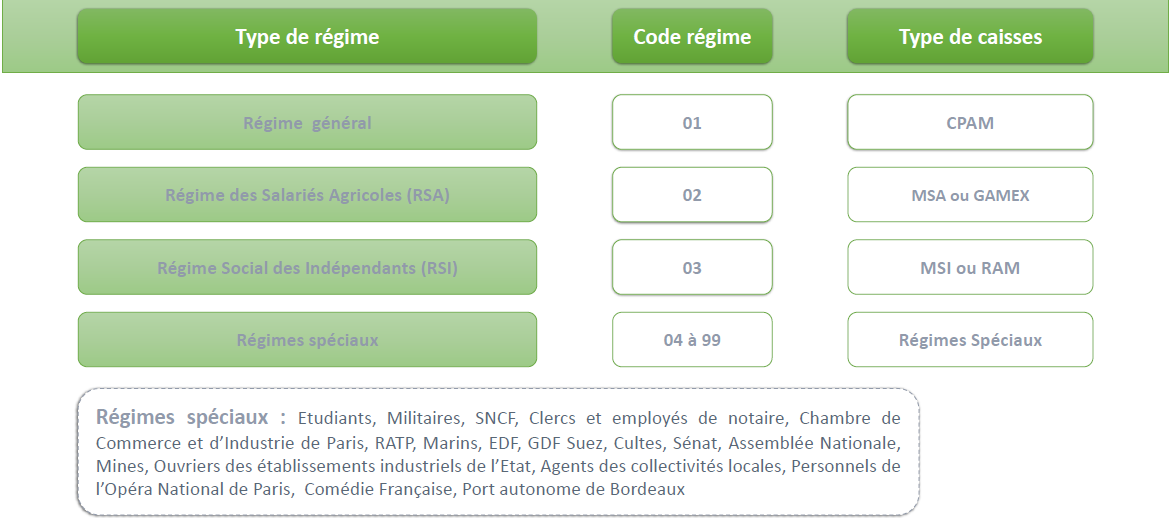 Type de régime Code régime Type de caisses
Régime général 01 CPAM
Régime des Salariés Agricoles (RSA) 02 MSA ou GAMEX
Régime Social des Indépendants (RSI) 03 MSI ou RAM
Régimes spéciaux 04 à 99 Régimes Spéciaux
Régimes spéciaux : Etudiants, Militaires, SNCF, Clercs et employés de notaire, Chambre de
Commerce et d’Industrie de Paris, RATP, Marins, EDF, GDF Suez, Cultes, Sénat, Assemblée Nationale,
Mines, Ouvriers des établissements industriels de l’Etat, Agents des collectivités locales, Personnels de
l’Opéra National de Paris, Comédie Française, Port autonome de Bordeaux